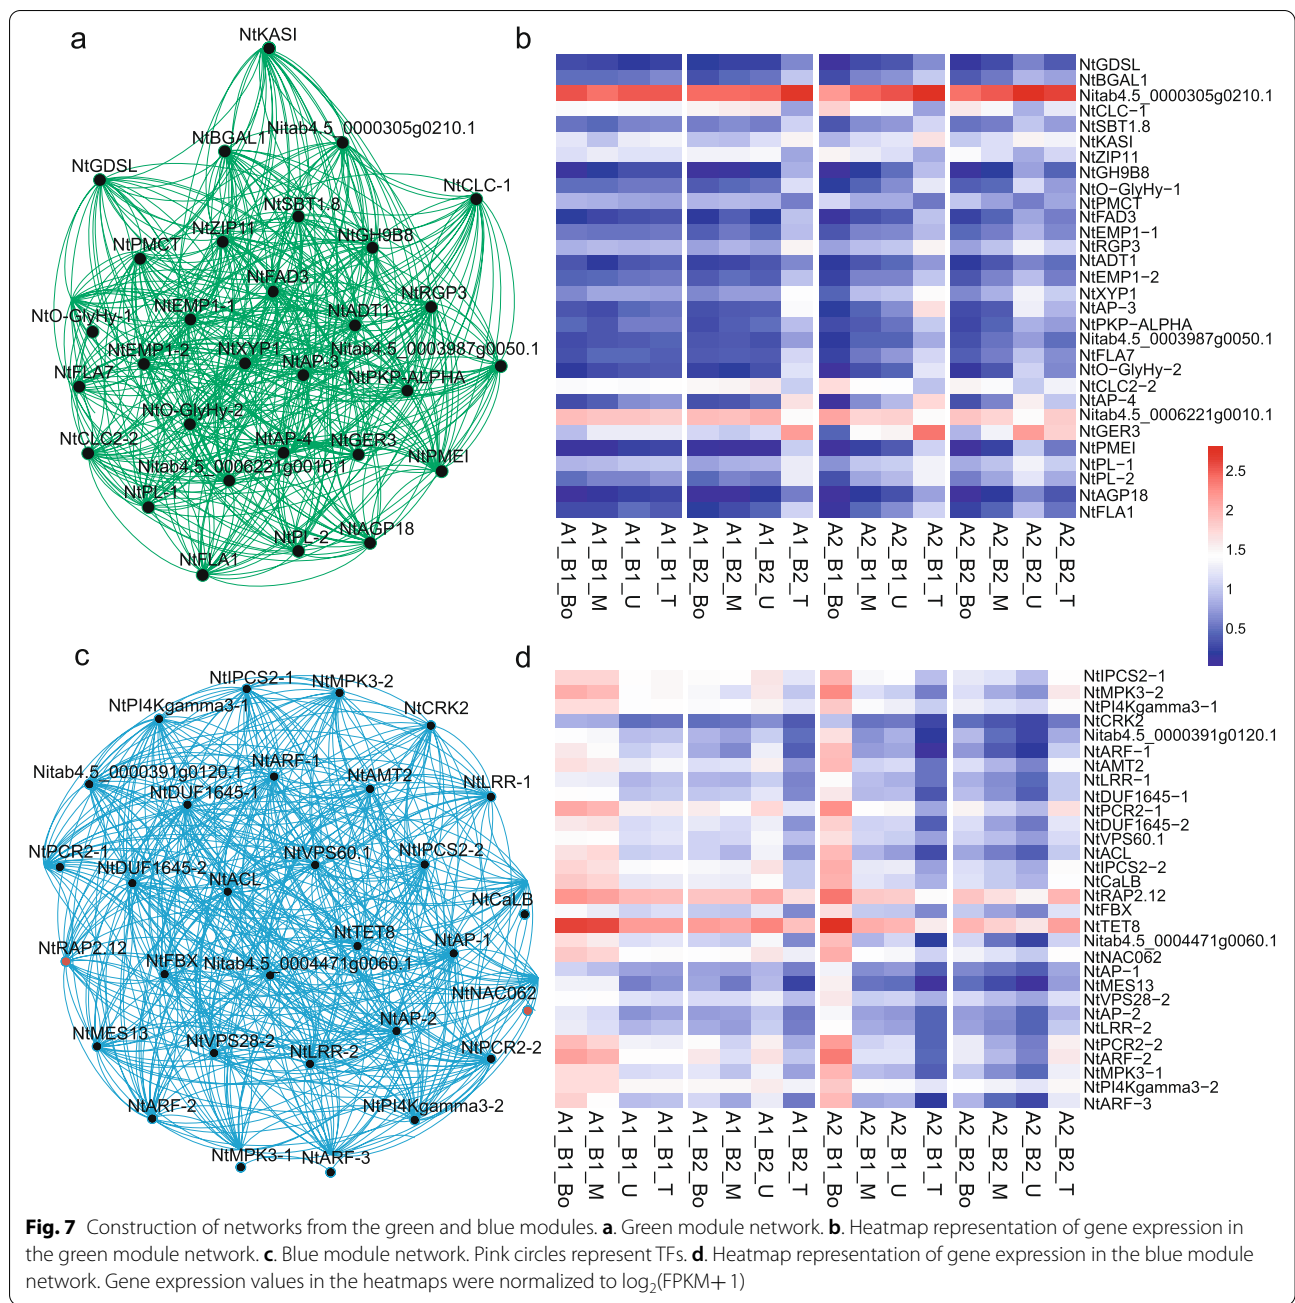 a
NtKASI
NtBGAL1
Nitab4.5_0000305g0210.1
NtGDSL
NtCLC-1
NtSBT1.8
NtZIP11
NtGH9B8
NtPMCT
NtFAD3
NtRGP3
NtEMP1-1
NtADT1
NtO-GlyHy-1
NtEMP1-2
NtXYP1
Nitab4.5_0003987g0050.1
NtAP-3
NtFLA7
NtPKP-ALPHA
NtO-GlyHy-2
NtCLC2-2
NtAP-4
NtGER3
NtPMEI
Nitab4.5_0006221g0010.1
NtPL-1
NtAGP18
NtPL-2
NtFLA1
b
NtGDSL
NtBGAL1
Nitab4.5_0000305g0210.1
NtCLC−1
NtSBT1.8
NtKASI
NtZIP11
NtGH9B8
NtO−GlyHy−1
NtPMCT
NtFAD3
NtEMP1−1
NtRGP3
NtADT1
NtEMP1−2
NtXYP1
NtAP−3
NtPKP−ALPHA
Nitab4.5_0003987g0050.1
NtFLA7
NtO−GlyHy−2
NtCLC2−2
NtAP−4
Nitab4.5_0006221g0010.1
NtGER3
NtPMEI
NtPL−1
NtPL−2
NtAGP18
NtFLA1
A1_B1_Bo
A1_B1_M
A1_B1_U
A1_B1_T
A1_B2_Bo
A1_B2_M
A1_B2_U
A1_B2_T
A2_B1_Bo
A2_B1_M
A2_B1_U
A2_B1_T
A2_B2_Bo
A2_B2_M
A2_B2_U
A2_B2_T
2.5
2
1.5
1
0.5
c
NtIPCS2-1
NtMPK3-2
NtPI4Kgamma3-1
NtCRK2
NtARF-1
Nitab4.5_0000391g0120.1
NtAMT2
NtLRR-1
NtDUF1645-1
NtPCR2-1
NtVPS60.1
NtIPCS2-2
NtDUF1645-2
NtACL
NtCaLB
NtTET8
NtAP-1
NtRAP2.12
NtFBX
Nitab4.5_0004471g0060.1
NtNAC062
NtAP-2
NtMES13
NtVPS28-2
NtLRR-2
NtPCR2-2
NtARF-2
NtPI4Kgamma3-2
NtMPK3-1
NtARF-3
d
NtIPCS2−1
NtMPK3−2
NtPI4Kgamma3−1
NtCRK2
Nitab4.5_0000391g0120.1
NtARF−1
NtAMT2
NtLRR−1
NtDUF1645−1
NtPCR2−1
NtDUF1645−2
NtVPS60.1
NtACL
NtIPCS2−2
NtCaLB
NtRAP2.12
NtFBX
NtTET8
Nitab4.5_0004471g0060.1
NtNAC062
NtAP−1
NtMES13
NtVPS28−2
NtAP−2
NtLRR−2
NtPCR2−2
NtARF−2
NtMPK3−1
NtPI4Kgamma3−2
NtARF−3
A1_B1_Bo
A1_B1_M
A1_B1_U
A1_B1_T
A1_B2_Bo
A1_B2_M
A1_B2_U
A1_B2_T
A2_B1_Bo
A2_B1_M
A2_B1_U
A2_B1_T
A2_B2_Bo
A2_B2_M
A2_B2_U
A2_B2_T
Fig. 7 Construction of networks from the green and blue modules. a. Green module network. b. Heatmap representation of gene expression in
the green module network. c. Blue module network. Pink circles represent TFs. d. Heatmap representation of gene expression in the blue module
network. Gene expression values in the heatmaps were normalized to log2(FPKM+ 1)